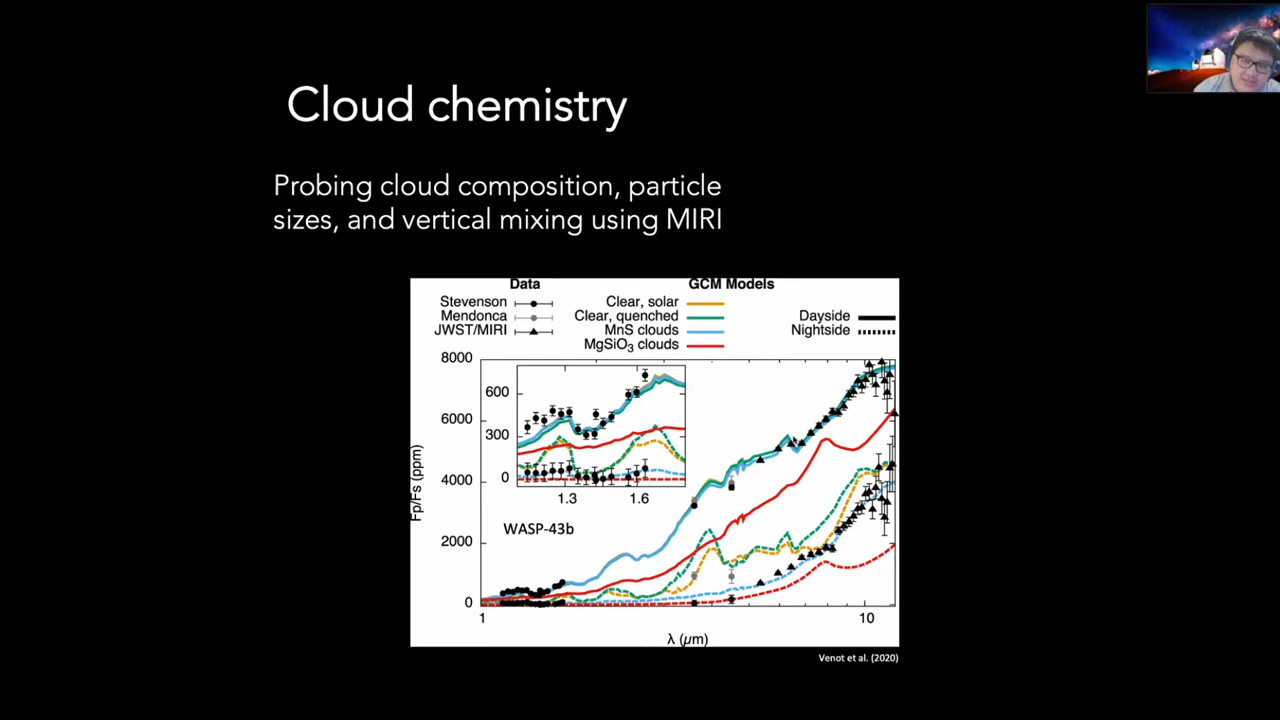 Cloud chemistry
Probing cloud composition, particle
sizes, and vertical mixing using MIRI
Data
GCM Models
Stevenson
Mendonca
JWST/MIRI
Clear, solar
Clear, quenched
MnS clouds
MgSiO3 clouds
Dayside
Nightside
8000
6000
4000
2000
0
Fp/Fs (ppm)
600
300
0
1.3
1.6
WASP-43b
1
10
λ (μm)
Venot et al. (2020)